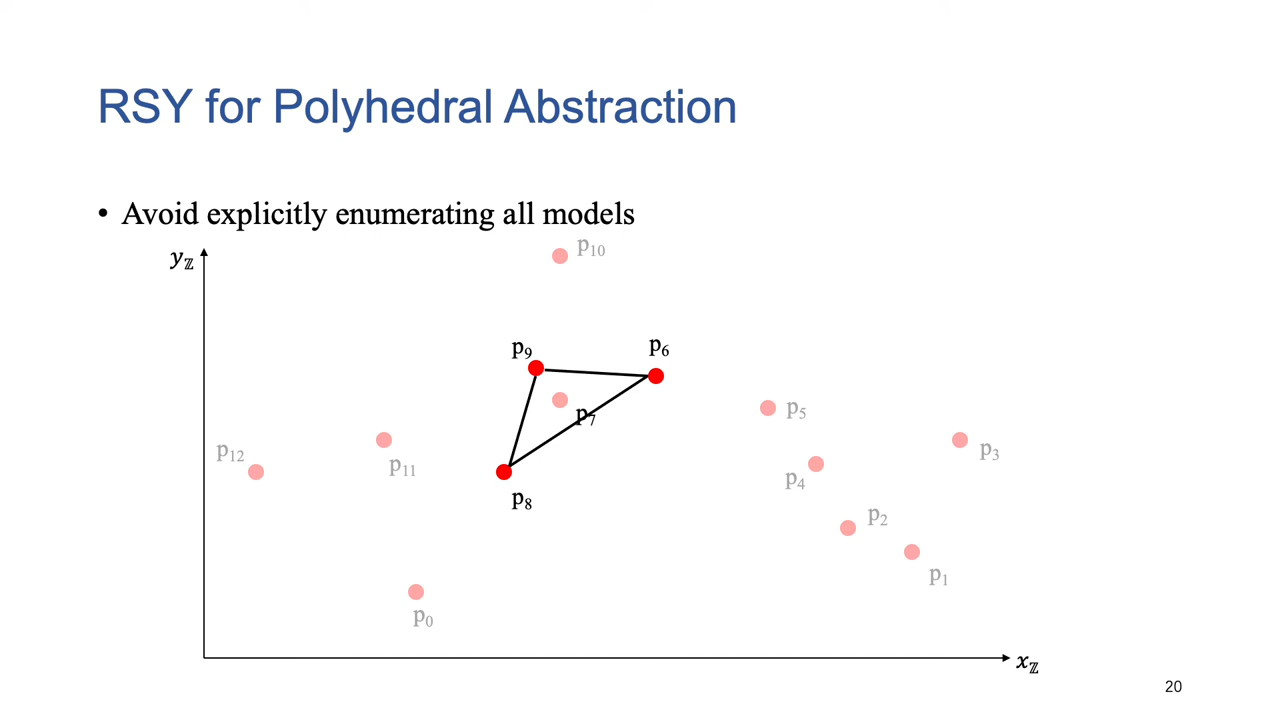 RSY for Polyhedral Abstraction
• Avoid explicitly enumerating all models
y_ℤ
p₁₀
p₉
p₆
p₇
p₅
p₁₂
p₁₁
p₃
p₄
p₈
p₂
p₁
p₀
x_ℤ
20